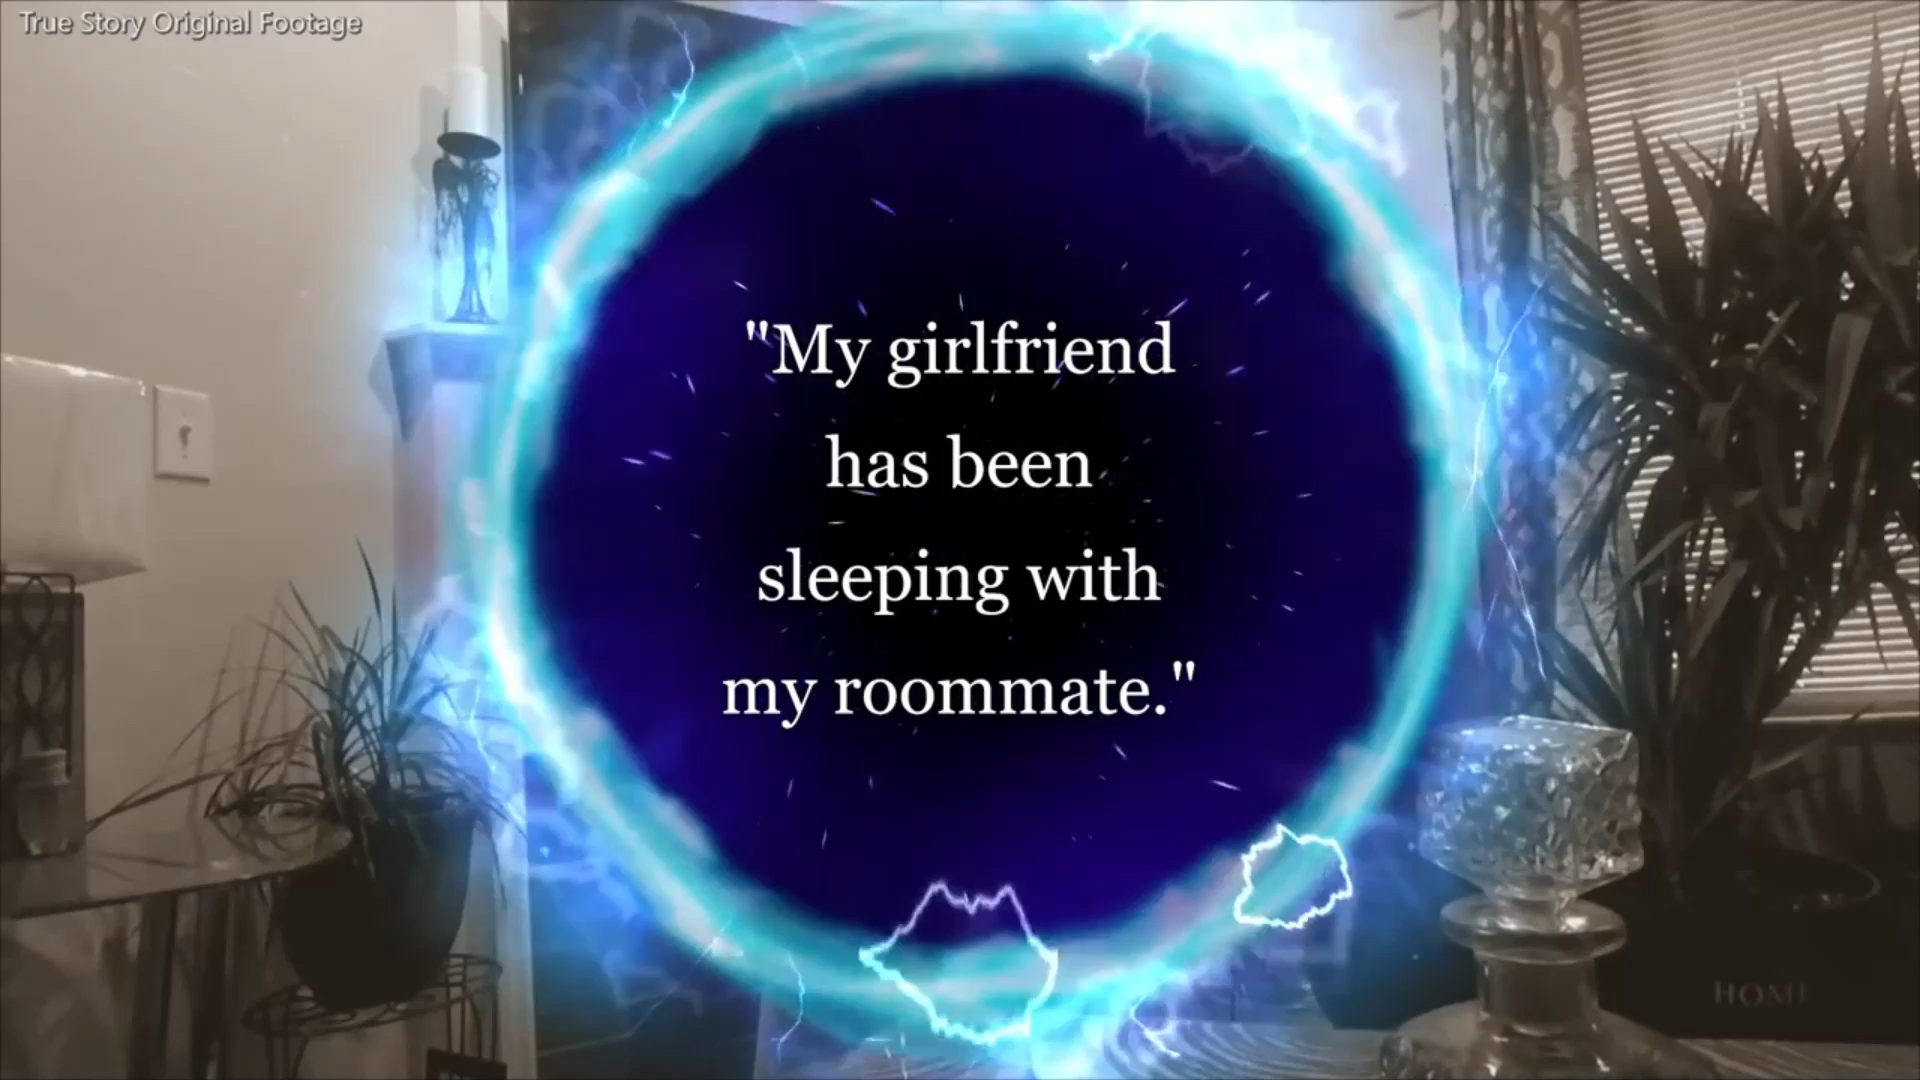 True Story Original Footage
"My girlfriend
has been
sleeping with
my roommate."
HOME